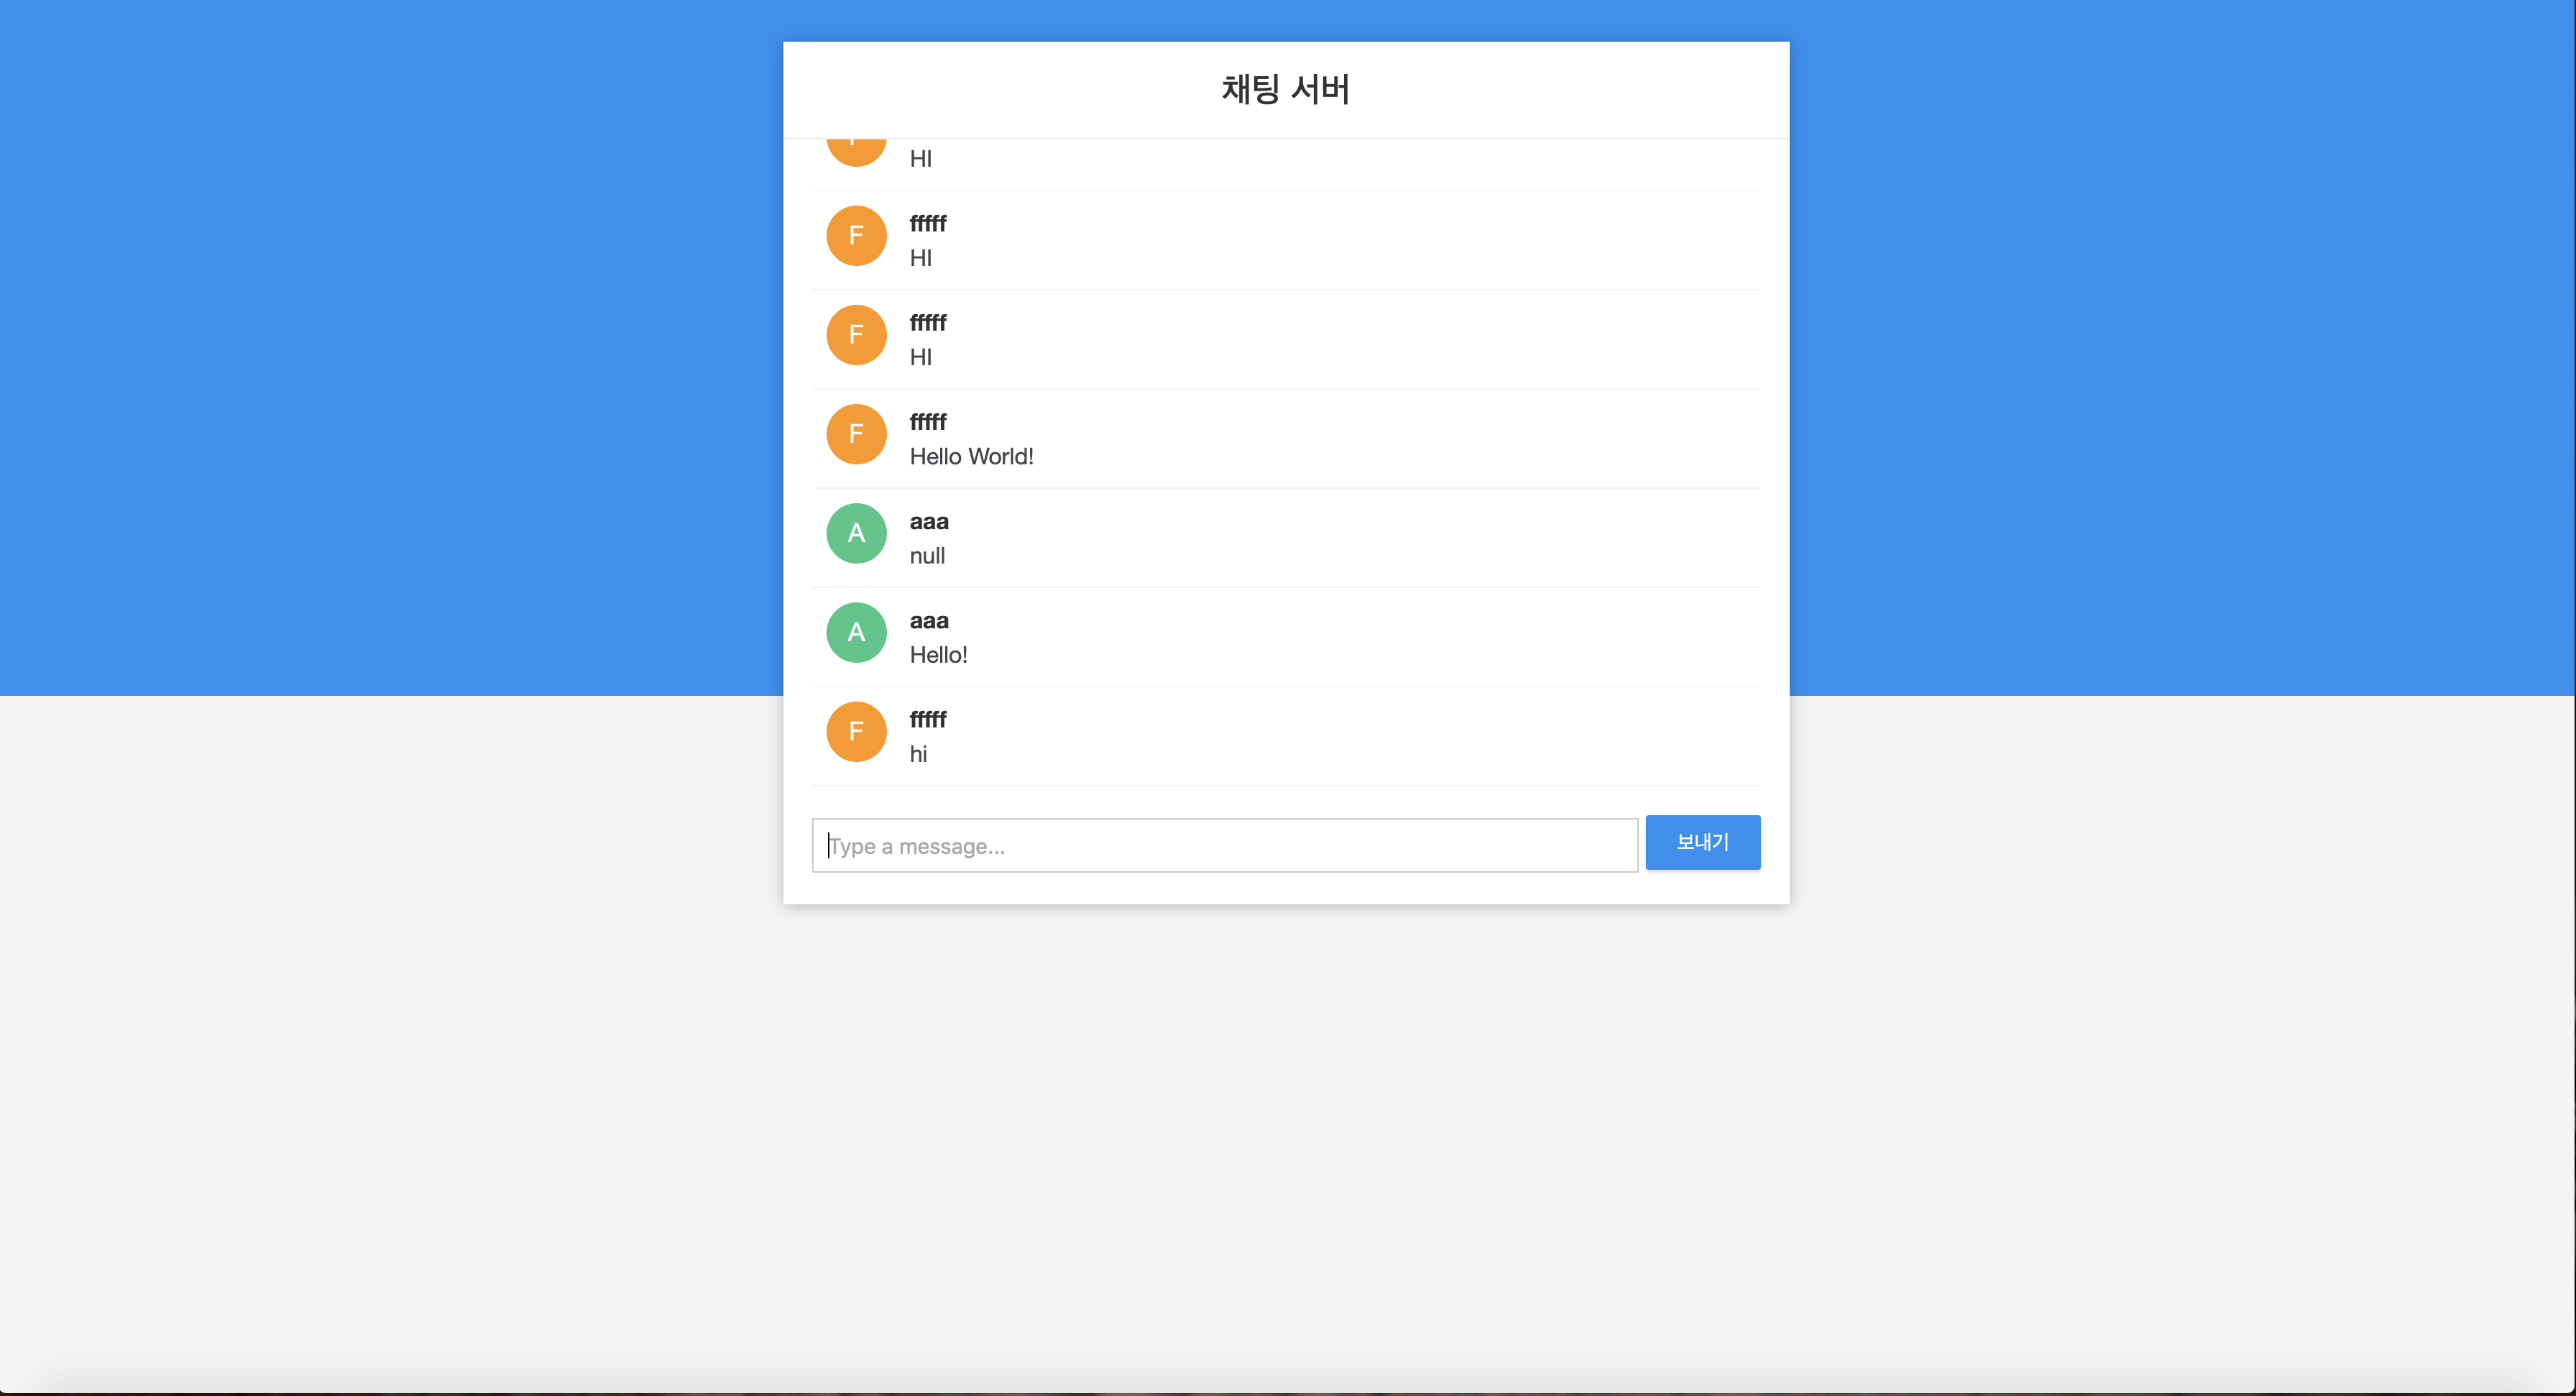 채팅 서버
HI
F
fffff
HI
F
fffff
HI
F
fffff
Hello World!
A
aaa
null
A
aaa
Hello!
F
fffff
hi
Type a message...
보내기